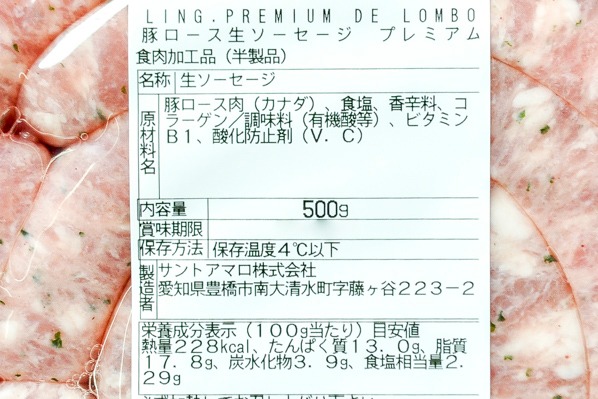 LING.PREMIUM DE LOMBO
豚ロース生ソーセージ プレミアム
食肉加工品（半製品）
名称 生ソーセージ
原材料名 豚ロース肉（カナダ）、食塩、香辛料、コ
ラーゲン／調味料（有機酸等）、ビタミン
B1、酸化防止剤（V．C）
内容量 500g
賞味期限
保存方法 保存温度4℃以下
製造者 サントアマロ株式会社
愛知県豊橋市南大清水町字藤ヶ谷223－2
栄養成分表示（100g当たり）目安値
熱量228kcal、たんぱく質13．0g、脂質
17．8g、炭水化物3．9g、食塩相当量2．
29g